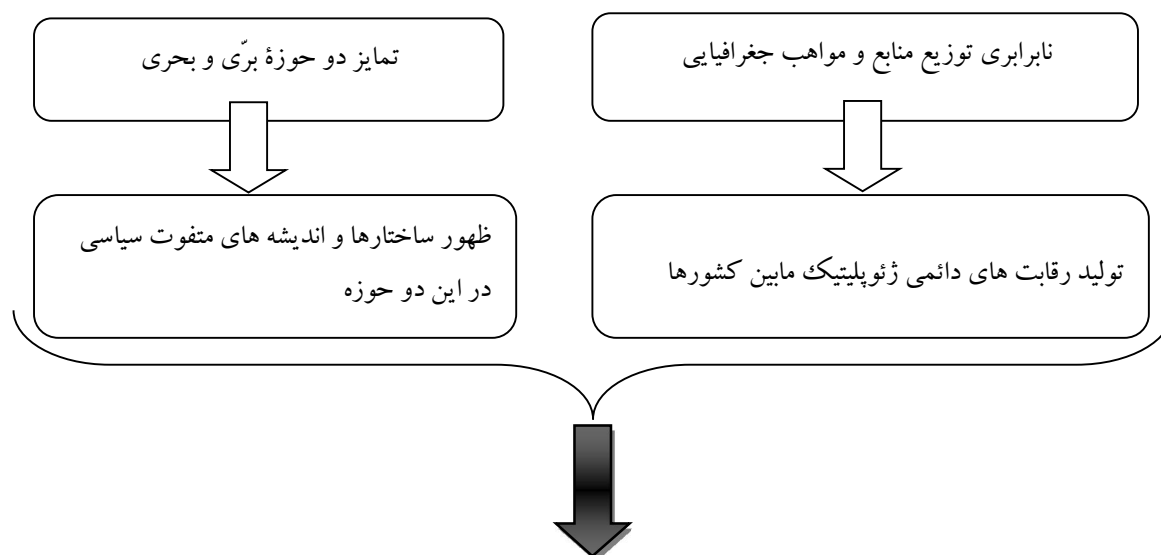 نابرابری توزیع منابع و مواهب جغرافیایی
تمایز دو حوزهٔ برّی و بحری
تولید رقابت های دائمی ژئوپلیتیک مابین کشورها
ظهور ساختارها و اندیشه های متفوت سیاسی
در این دو حوزه